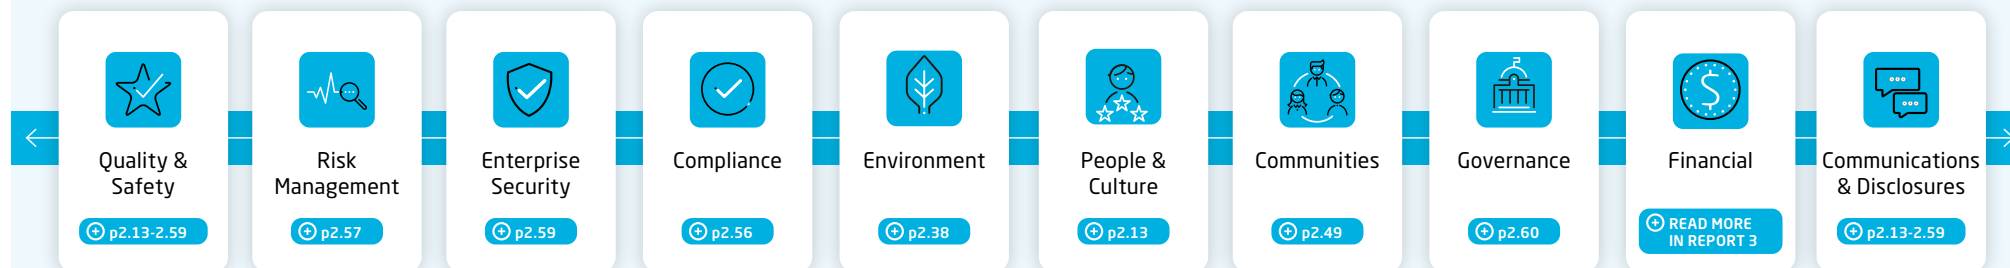 Quality &
Safety
p2.13-2.59
Risk
Management
p2.57
Enterprise
Security
p2.59
Compliance
p2.56
Environment
p2.38
People &
Culture
p2.13
Communities
p2.49
Governance
p2.60
Financial
READ MORE
IN REPORT 3
Communications
& Disclosures
p2.13-2.59